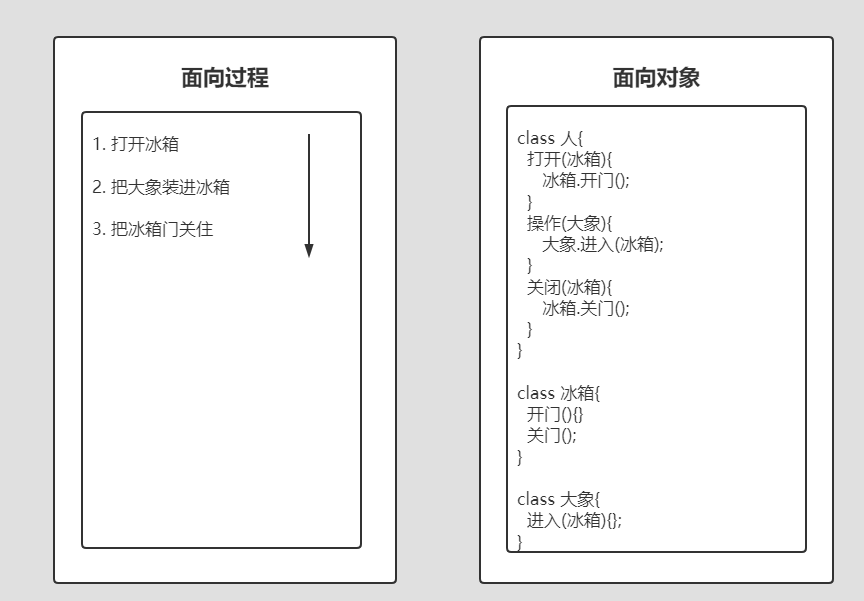 面向过程
1. 打开冰箱
2. 把大象装进冰箱
3. 把冰箱门关住
面向对象
class 人{
打开(冰箱){
冰箱.开门();
}
操作(大象){
大象.进入(冰箱);
}
关闭(冰箱){
冰箱.关门();
}
}
class 冰箱{
开门(){}
关门();
}
class 大象{
进入(冰箱){};
}